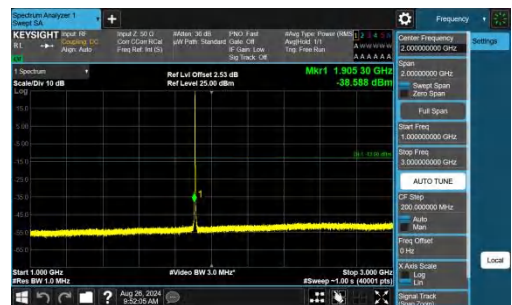 Spectrum Analyzer 1
Swept SA
+
Frequency
KEYSIGHT
Input: RF
Coupling: DC
Align: Auto
Input Z: 50 Ω
Corr CCorr RCal
Freq Ref: Int (S)
#Atten: 30 dB
µW Path: Standard
PNO: Fast
Gate: Off
IF Gain: Low
Sig Track: Off
#Avg Type: Power (RMS)
Avg|Hold: 1/1
Trig: Free Run
1 Spectrum
Scale/Div 10 dB
Log
Ref Lvl Offset 2.53 dB
Ref Level 25.00 dBm
Mkr1 1.905 30 GHz
-38.588 dBm
15.0
5.00
-5.00
-15.0
-25.0
-35.0
-45.0
-55.0
-65.0
1
Start 1.000 GHz
#Res BW 1.0 MHz
#Video BW 3.0 MHz*
Stop 3.000 GHz
#Sweep ~1.00 s (40001 pts)
Center Frequency
2.000000000 GHz
Settings
Span
2.00000000 GHz
Swept Span
Zero Span
Full Span
Start Freq
1.000000000 GHz
Stop Freq
3.000000000 GHz
AUTO TUNE
CF Step
200.000000 MHz
Auto
Man
Freq Offset
0 Hz
X Axis Scale
Log
Lin
Signal Track
(Span Zoom)
Local
?
Aug 26, 2024
9:52:05 AM